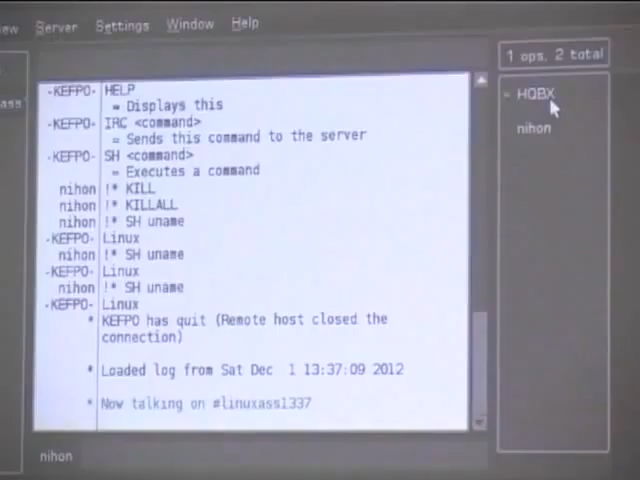 Server Settings Window Help
1 ops, 2 total
HQBX
nihon
-KEFPO- HELP
= Displays this
-KEFPO- IRC <command>
= Sends this command to the server
-KEFPO- SH <command>
= Executes a command
nihon !* KILL
nihon !* KILLALL
nihon !* SH uname
-KEFPO- Linux
nihon !* SH uname
-KEFPO- Linux
nihon !* SH uname
-KEFPO- Linux
* KEFPO has quit (Remote host closed the
connection)
* Loaded log from Sat Dec 1 13:37:09 2012
* Now talking on #linuxass1337
nihon